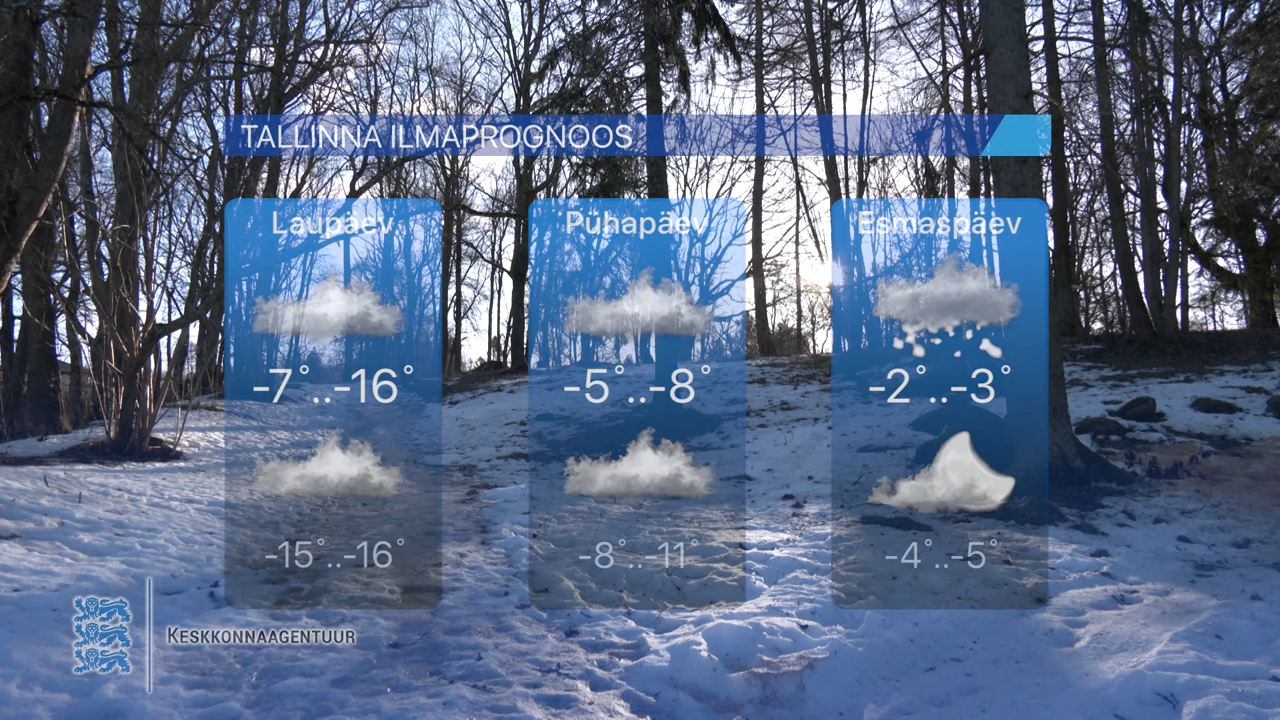 TALLINNA ILMAPROGNOOS
Laupäev
-7°..-16°
-15°..-16°
Pühapäev
-5°..-8°
-8°..-11°
Esmaspäev
-2°..-3°
-4°..-5°
KESKKONNAAGENTUUR